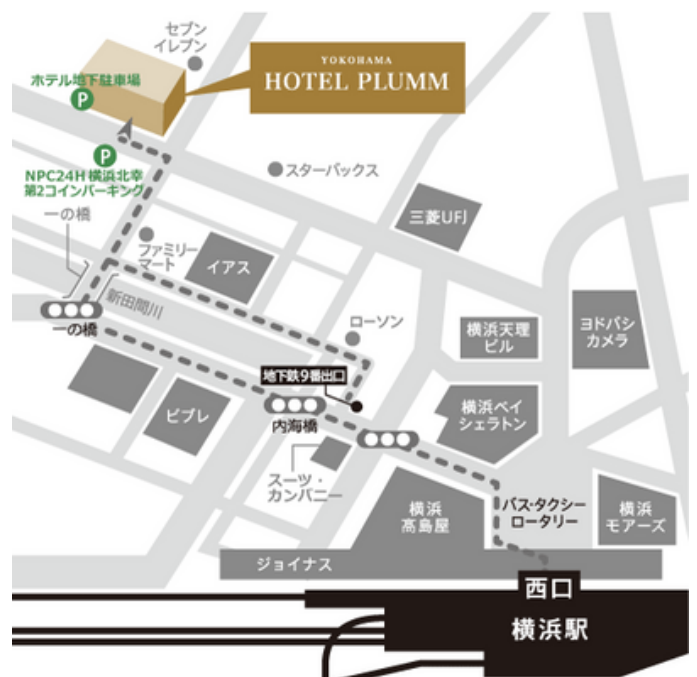 セブン
イレブン
YOKOHAMA
HOTEL PLUMM
ホテル地下駐車場
P
P
NPC24H 横浜北幸
第2コインパーキング
スターバックス
一の橋
三菱UFJ
ファミリー
マート
イアス
新田間川
一の橋
ローソン
横浜天理
ビル
ヨドバシ
カメラ
地下鉄9番出口
ビブレ
内海橋
横浜ベイ
シェラトン
スーツ・
カンパニー
横浜
高島屋
バス・タクシー
ロータリー
横浜
モアーズ
ジョイナス
西口
横浜駅